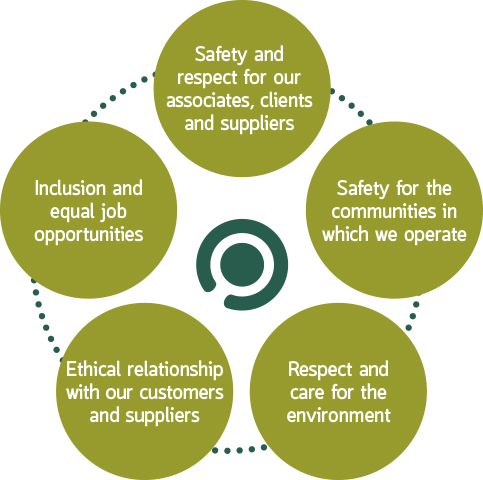 Safety and
respect for our
associates, clients
and suppliers
Safety for the
communities in
which we operate
Respect and
care for the
environment
Ethical relationship
with our customers
and suppliers
Inclusion and
equal job
opportunities